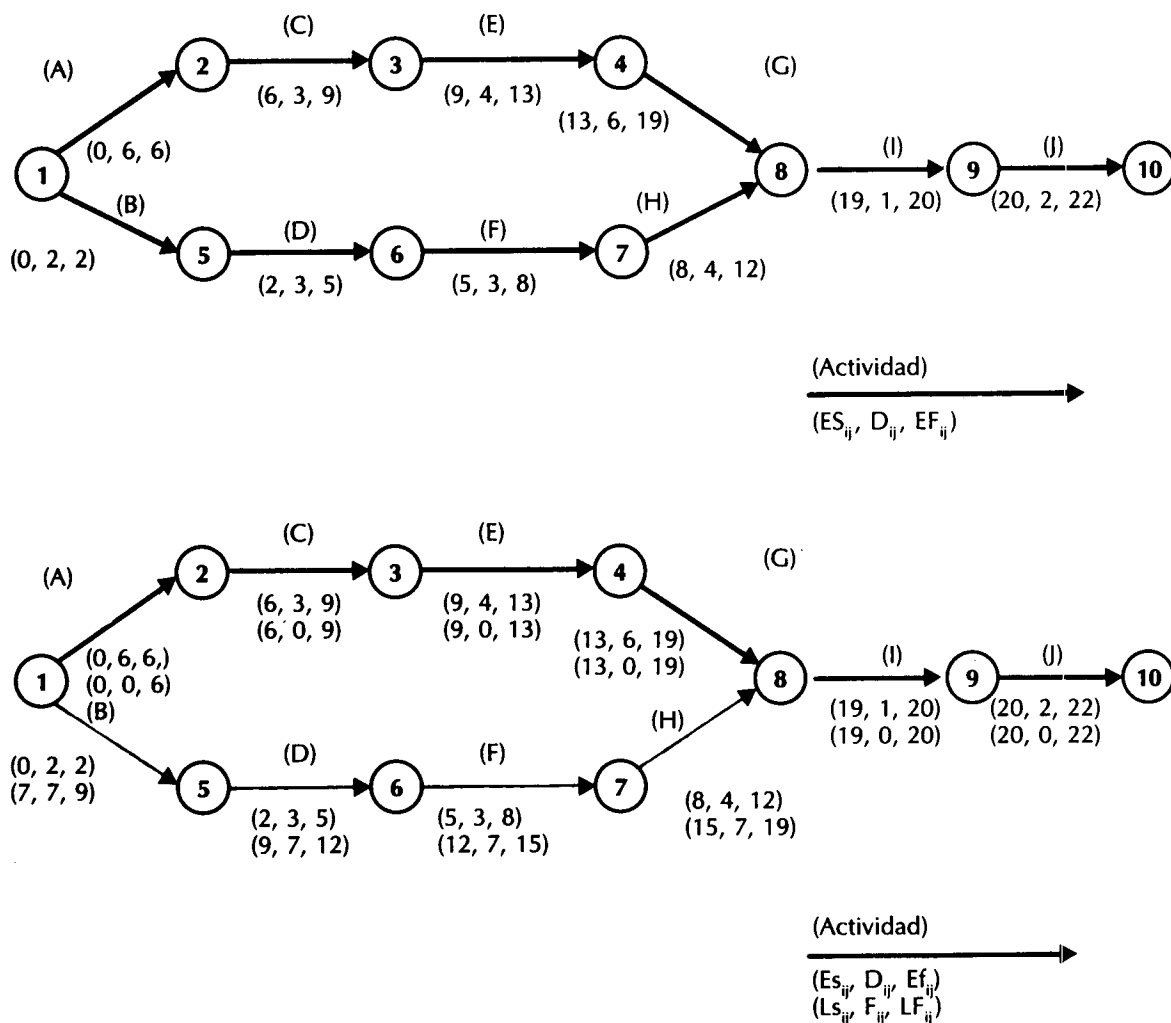 (C) (E)
(A) (G)
2 3 4
(6, 3, 9) (9, 4, 13)
(13, 6, 19)
(0, 6, 6)
(I) (J)
1 8 9 10
(B) (H)
(19, 1, 20) (20, 2, 22)
(D) (F)
(0, 2, 2) 5 6 7 (8, 4, 12)
(2, 3, 5) (5, 3, 8)
(Actividad)
(ES_ij, D_ij, EF_ij)
(C) (E)
(A) (G)
2 3 4
(6, 3, 9) (9, 4, 13)
(6, 0, 9) (9, 0, 13)
(13, 6, 19)
(0, 6, 6,) (13, 0, 19)
(I) (J)
1 (0, 0, 6) 8 9 10
(B) (H)
(19, 1, 20) (20, 2, 22)
(19, 0, 20) (20, 0, 22)
(D) (F)
(0, 2, 2)
(7, 7, 9) 5 6 7
(8, 4, 12)
(2, 3, 5) (5, 3, 8)
(15, 7, 19)
(9, 7, 12) (12, 7, 15)
(Actividad)
(Es_ij, D_ij, Ef_ij)
(Ls_ij, F_ij, LF_ij)